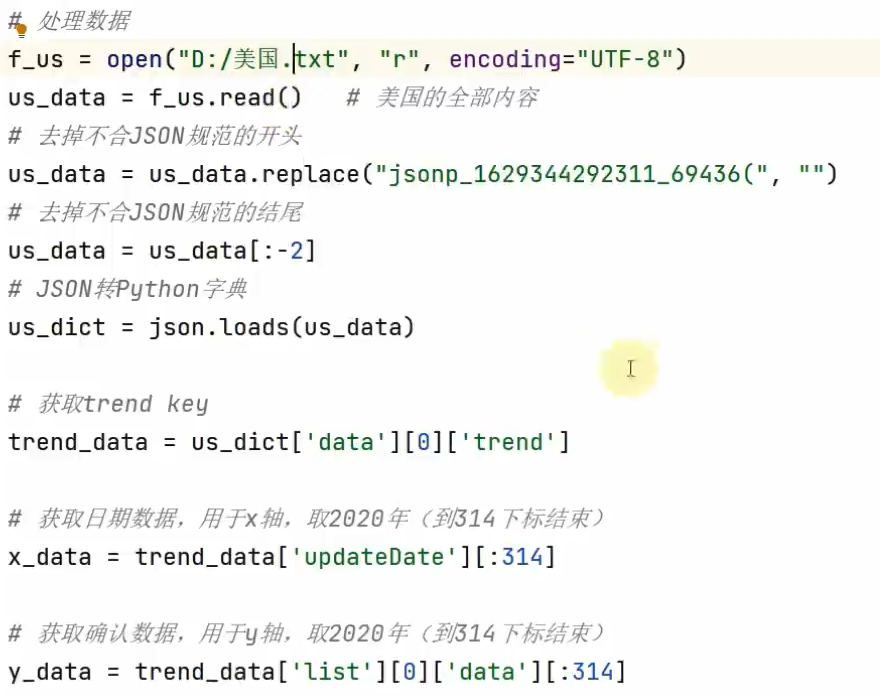 # 处理数据
f_us = open("D:/美国.txt", "r", encoding="UTF-8")
us_data = f_us.read()   # 美国的全部内容
# 去掉不合JSON规范的开头
us_data = us_data.replace("jsonp_1629344292311_69436(", "")
# 去掉不合JSON规范的结尾
us_data = us_data[:-2]
# JSON转Python字典
us_dict = json.loads(us_data)
# 获取trend key
trend_data = us_dict['data'][0]['trend']
# 获取日期数据，用于x轴，取2020年（到314下标结束）
x_data = trend_data['updateDate'][:314]
# 获取确认数据，用于y轴，取2020年（到314下标结束）
y_data = trend_data['list'][0]['data'][:314]